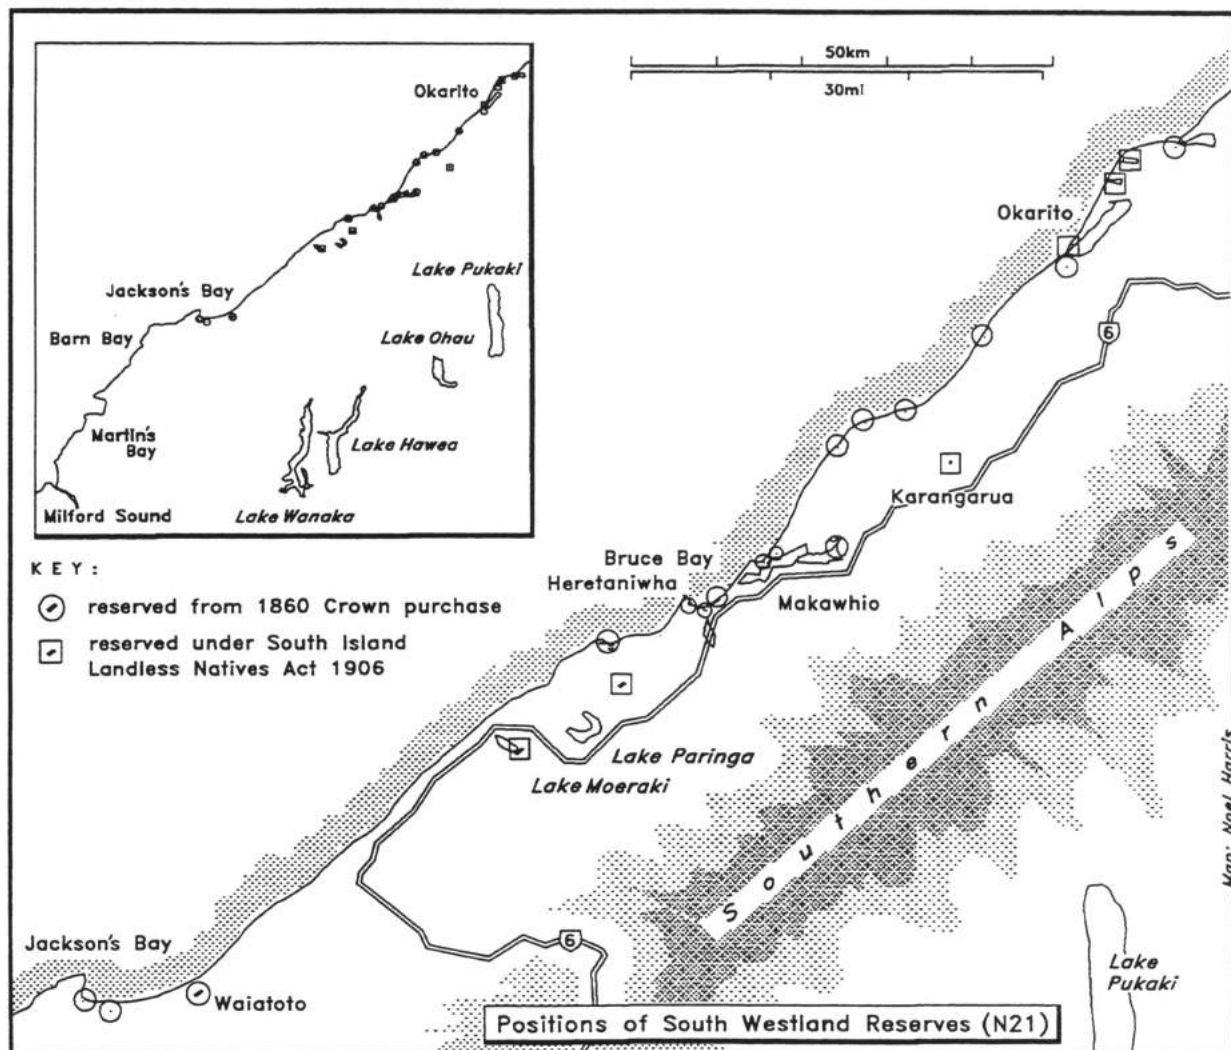 Okarito
Lake Pukaki
Jackson's Bay
Barn Bay
Lake Ohau
Martin's
Bay
Lake Hawea
Milford Sound
Lake Wanaka
50km
30mi
Okarito
6
Karangarua
Bruce Bay
Heretaniwha
Makawhio
KEY:
reserved from 1860 Crown purchase
reserved under South Island
Landless Natives Act 1906
Southern Alps
Lake Paringa
Lake Moeraki
Map: Noel Harris
Jackson's Bay
6
Waiatoto
Lake
Pukaki
Positions of South Westland Reserves (N21)